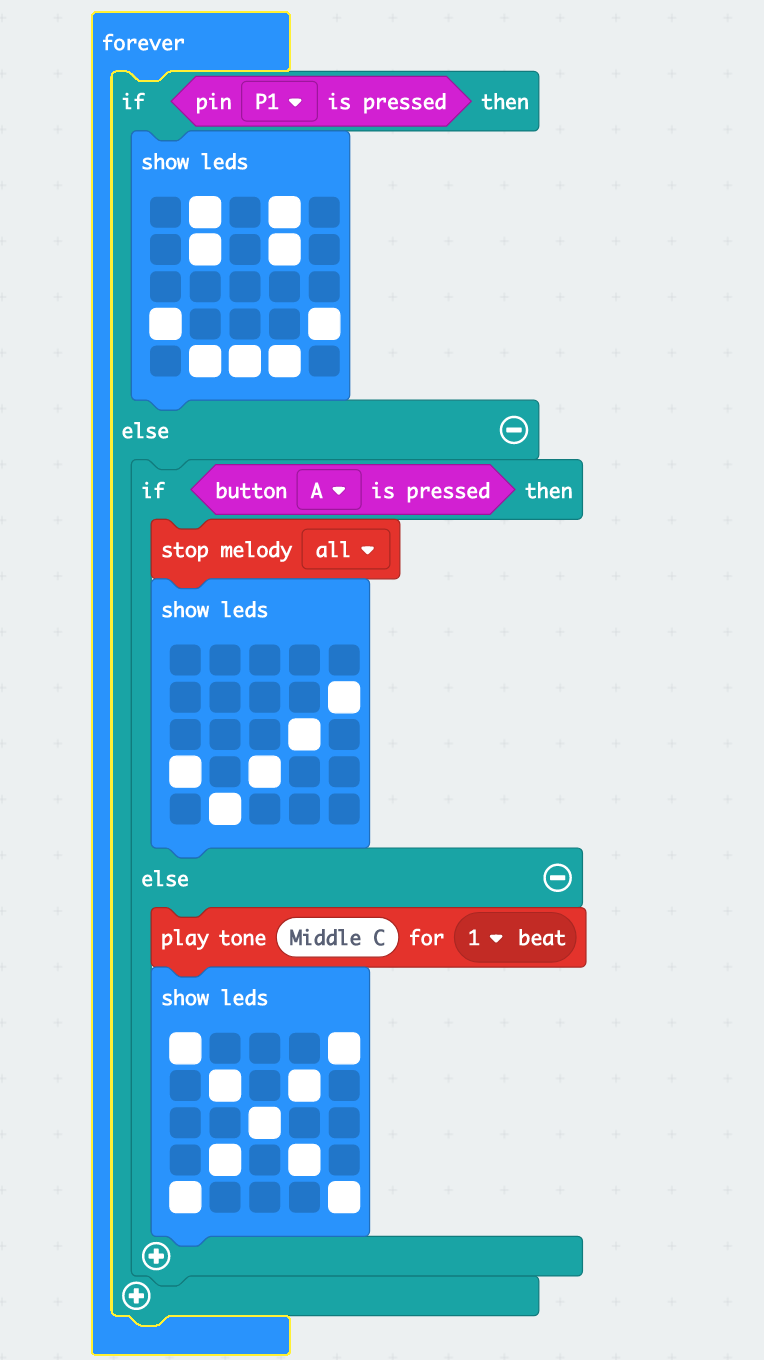 forever
if pin P1 is pressed then
show leds
else
if button A is pressed then
stop melody all
show leds
else
play tone Middle C for 1 beat
show leds